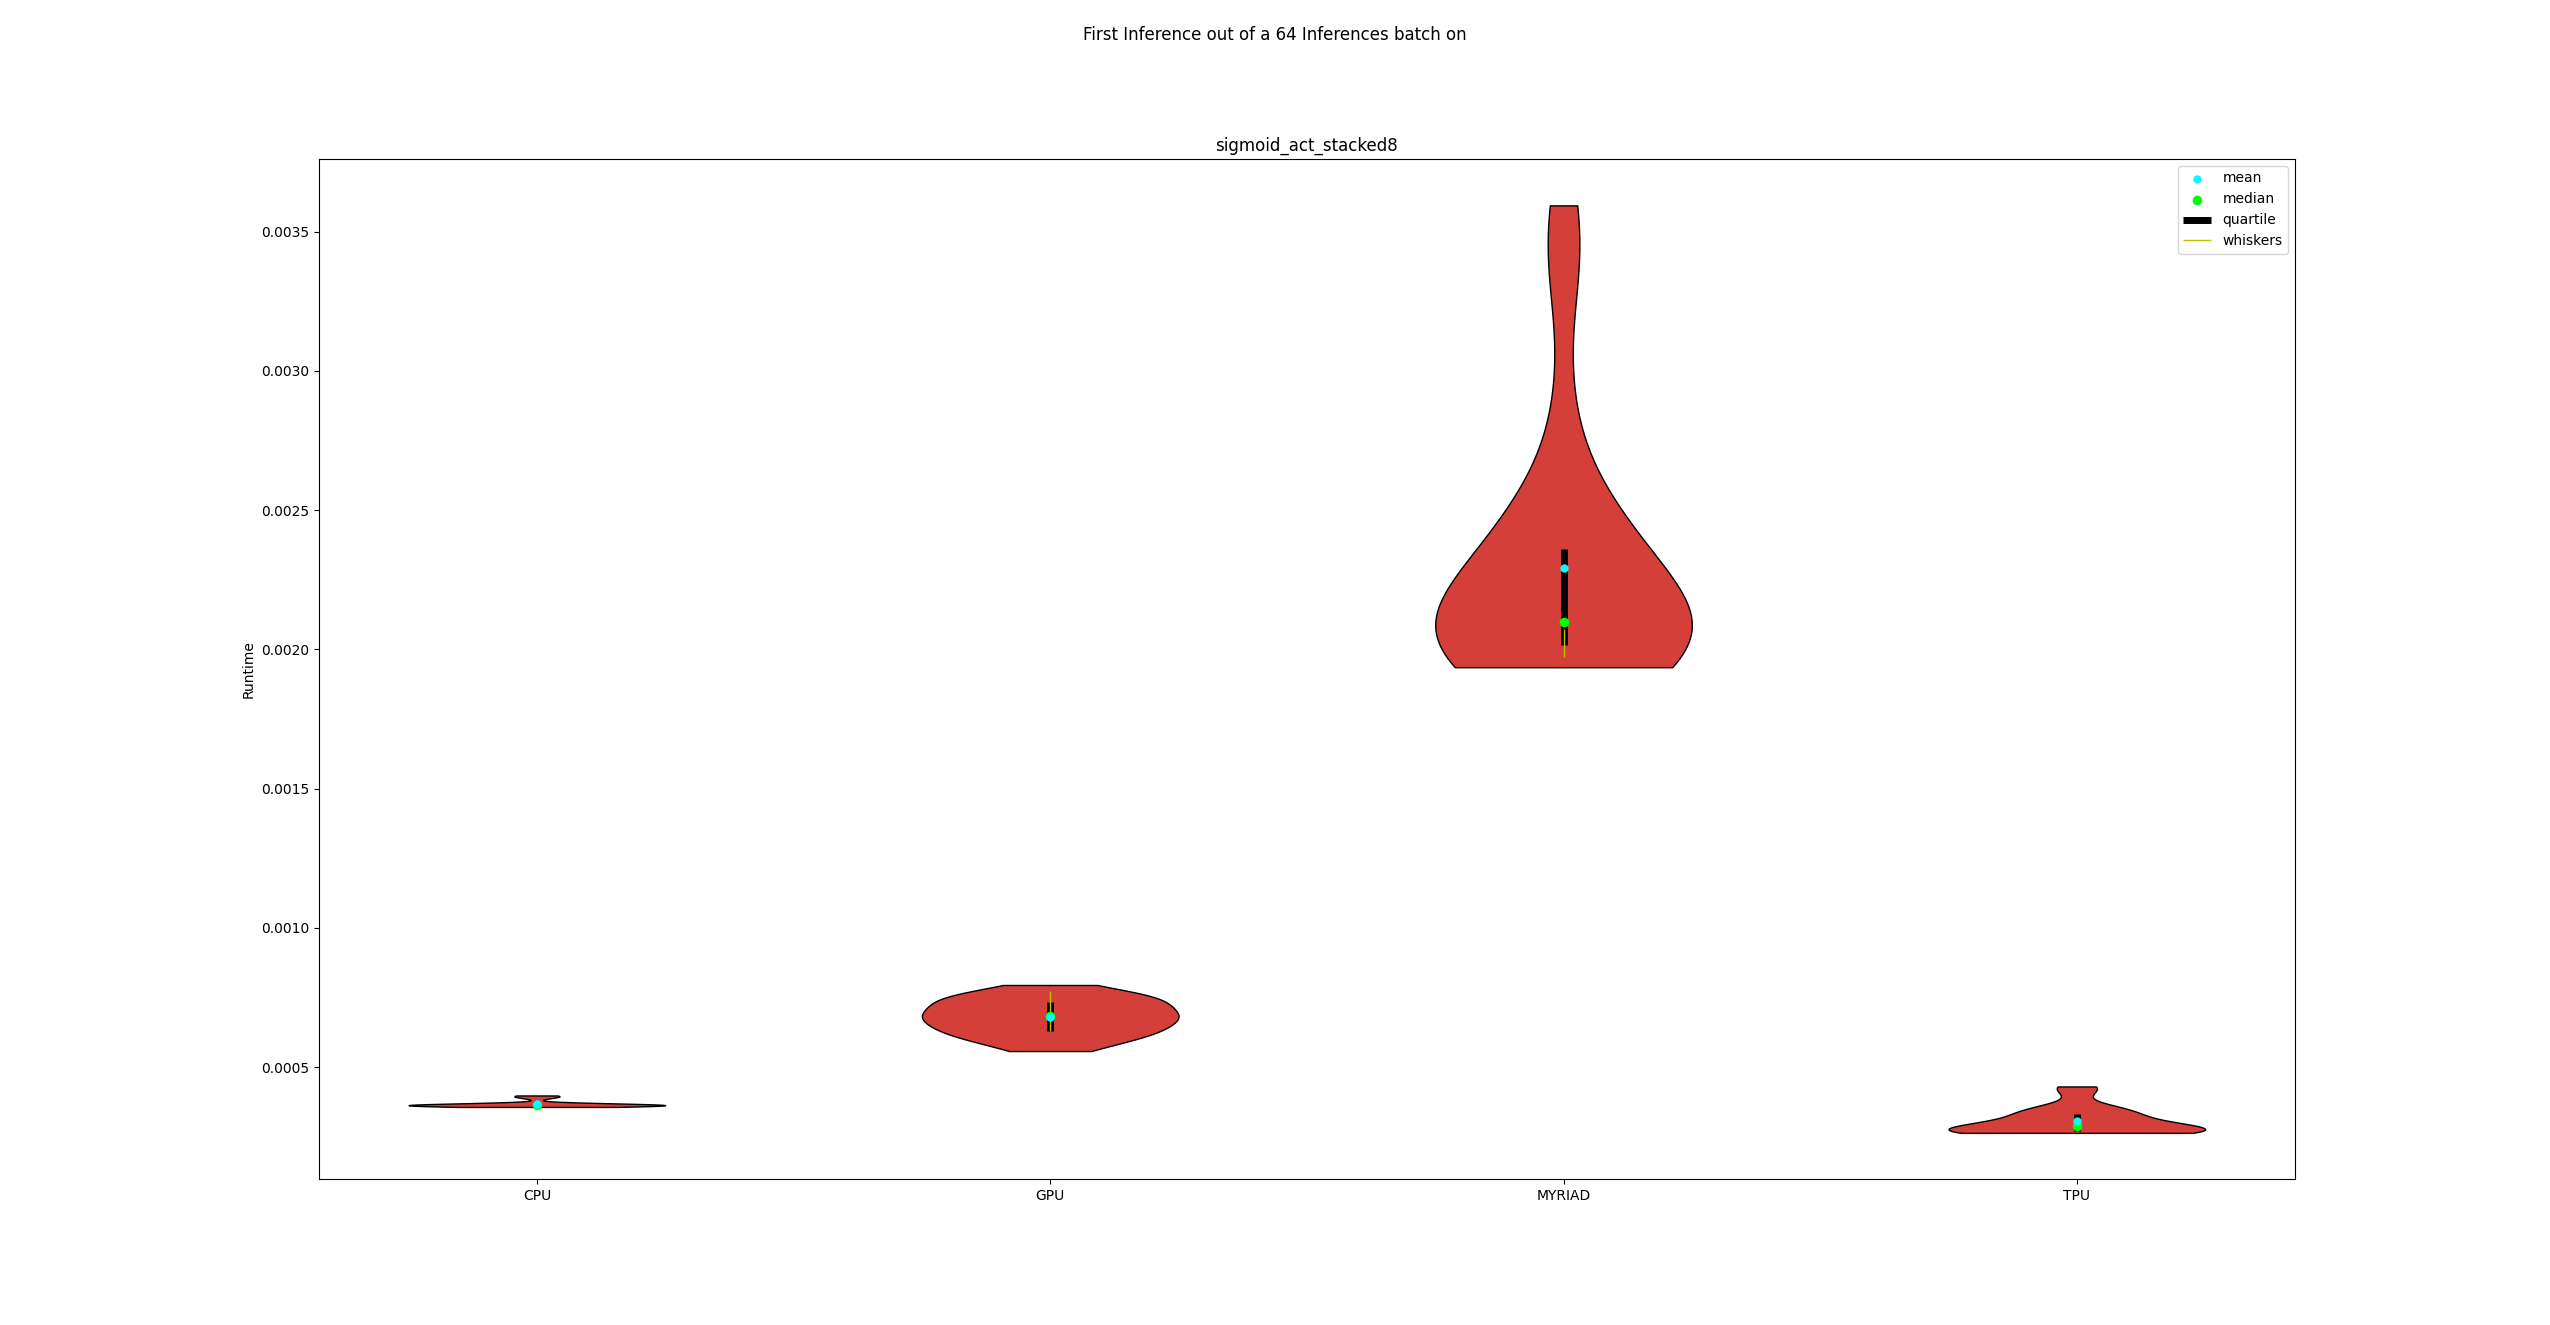 First Inference out of a 64 Inferences batch on
sigmoid_act_stacked8
mean
median
quartile
whiskers
0.0035
0.0030
0.0025
0.0020
0.0015
0.0010
0.0005
Runtime
CPU
GPU
MYRIAD
TPU